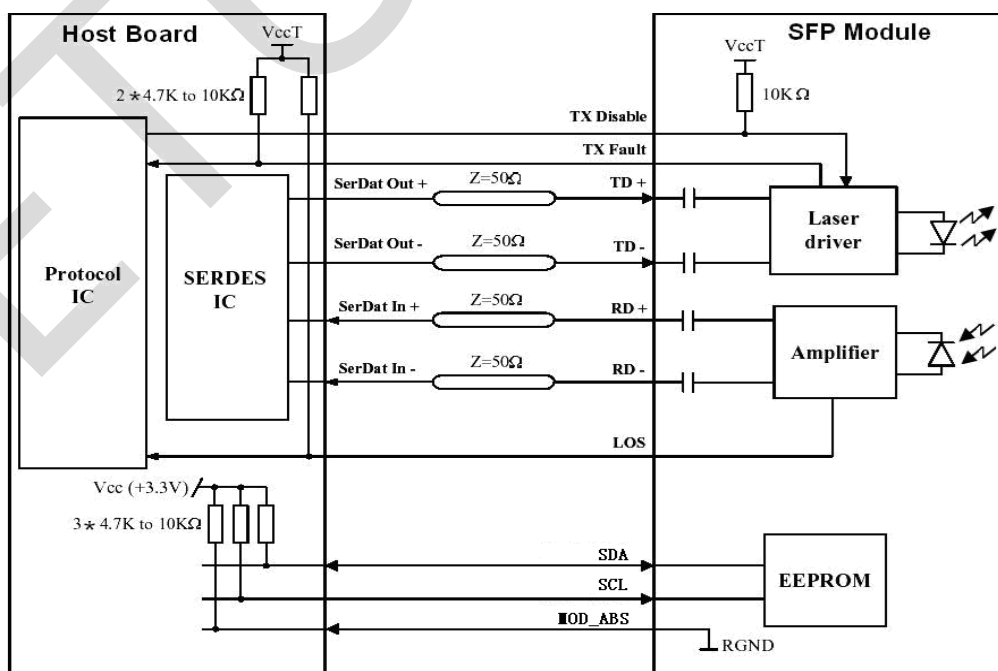 Host Board
VccT
SFP Module
VccT
2*4.7K to 10KΩ
10KΩ
TX Disable
TX Fault
SerDat Out +
Z=50Ω
TD +
SerDat Out -
Z=50Ω
TD -
Laser
driver
Protocol
IC
SERDES
IC
SerDat In +
Z=50Ω
RD +
SerDat In -
Z=50Ω
RD -
Amplifier
LOS
Vcc (+3.3V)
3*4.7K to 10KΩ
SDA
SCL
MOD_ABS
EEPROM
RGND